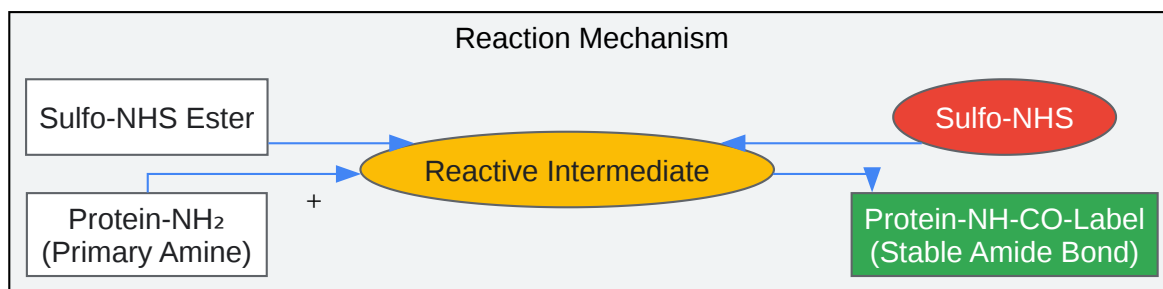 Reaction Mechanism
Sulfo-NHS Ester
Sulfo-NHS
Reactive Intermediate
+
Protein-NH₂
(Primary Amine)
Protein-NH-CO-Label
(Stable Amide Bond)